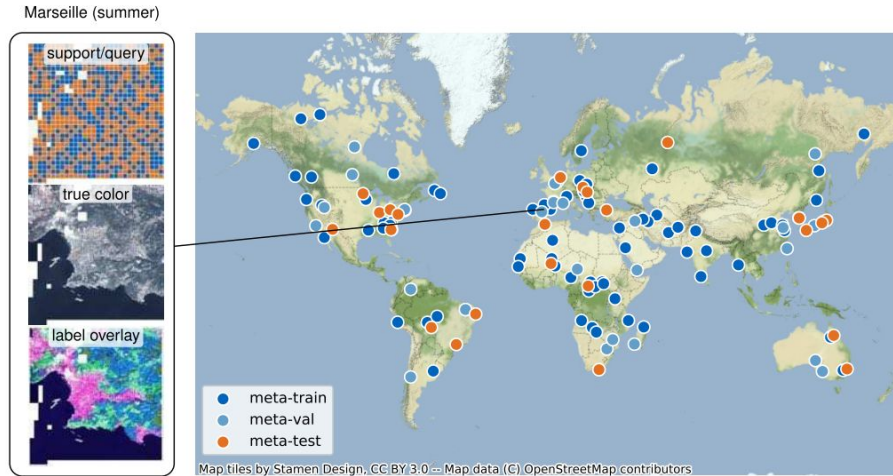 Marseille (summer)
support/query
true color
label overlay
meta-train
meta-val
meta-test
Map tiles by Stamen Design, CC BY 3.0 -- Map data (C) OpenStreetMap contributors